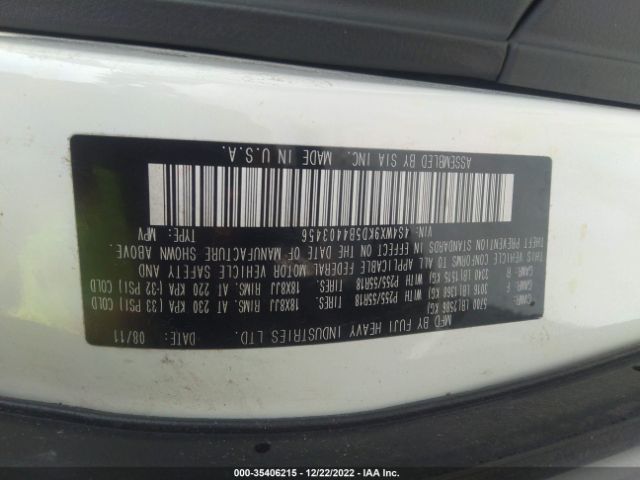 MFD BY FUJI HEAVY INDUSTRIES LTD. DATE: 08/11
GVWR: 5700 LB(2586 KG)
GAWR: F 3016 LB( 1368 KG) WITH P255/55R18 TIRES 18X8JJ RIMS AT 230 KPA ( 33 PSI) COLD
GAWR: R 3340 LB( 1515 KG) WITH P255/55R18 TIRES 18X8JJ RIMS AT 220 KPA ( 32 PSI) COLD
THIS VEHICLE CONFORMS TO ALL APPLICABLE FEDERAL MOTOR VEHICLE SAFETY AND
THEFT PREVENTION STANDARDS IN EFFECT ON THE DATE OF MANUFACTURE SHOWN ABOVE.
VIN: 4S4WX9KD5B4403456 TYPE: MPV
ASSEMBLED BY SIA INC. MADE IN U.S.A.
000-35406215 - 12/22/2022 - IAA Inc.